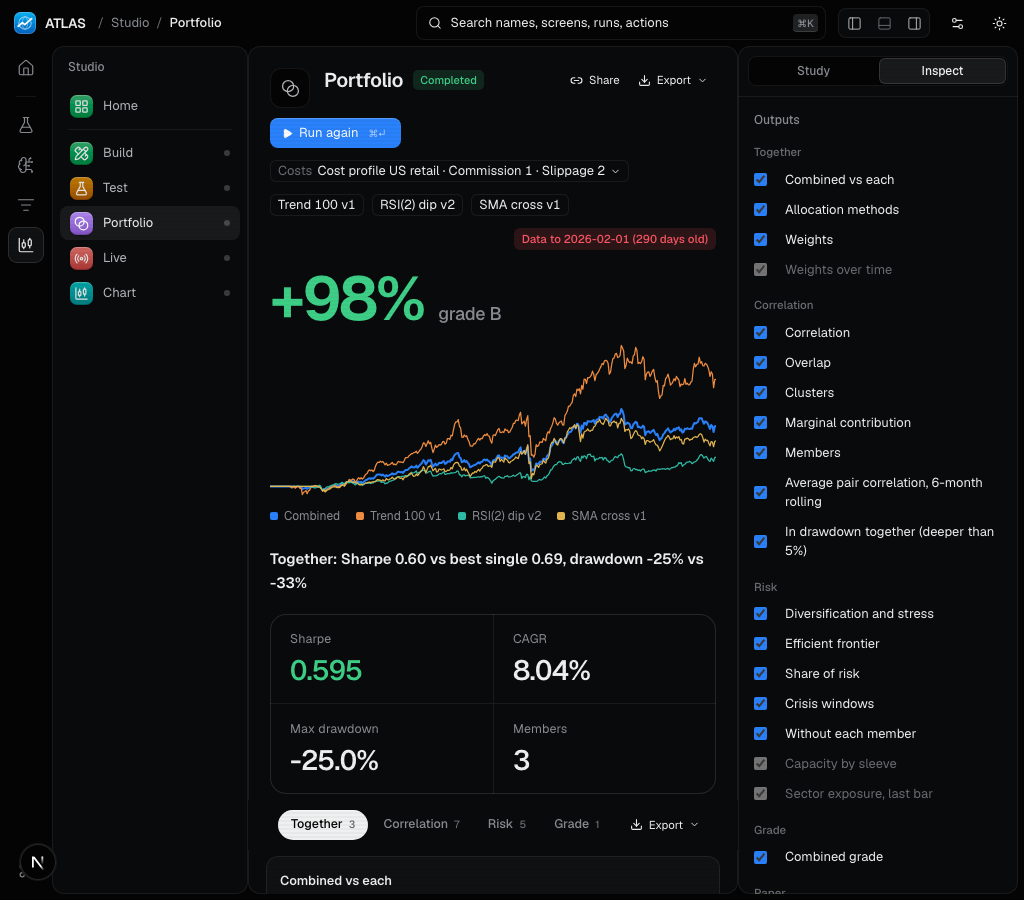 ATLAS / Studio / Portfolio
Search names, screens, runs, actions ⌘K
Studio
Home
Build
Test
Portfolio
Live
Chart
N
Portfolio Completed
Share Export
Run again ⌘↵
Costs Cost profile US retail · Commission 1 · Slippage 2
Trend 100 v1 RSI(2) dip v2 SMA cross v1
Data to 2026-02-01 (290 days old)
+98% grade B
Combined Trend 100 v1 RSI(2) dip v2 SMA cross v1
Together: Sharpe 0.60 vs best single 0.69, drawdown -25% vs
-33%
Sharpe CAGR
0.595 8.04%
Max drawdown Members
-25.0% 3
Together 3 Correlation 7 Risk 5 Grade 1 Export
Combined vs each
Study Inspect
Outputs
Together
Combined vs each
Allocation methods
Weights
Weights over time
Correlation
Correlation
Overlap
Clusters
Marginal contribution
Members
Average pair correlation, 6-month
rolling
In drawdown together (deeper than
5%)
Risk
Diversification and stress
Efficient frontier
Share of risk
Crisis windows
Without each member
Capacity by sleeve
Sector exposure, last bar
Grade
Combined grade
Paper